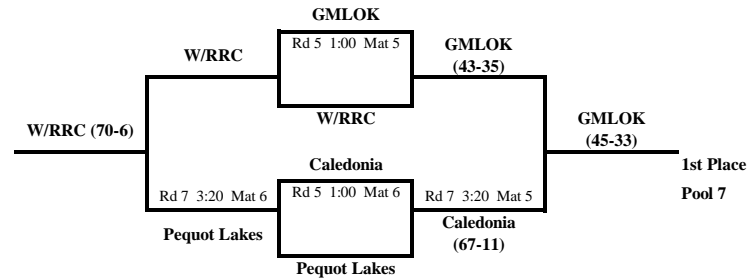 GMLOK
Rd 5 1:00 Mat 5
W/RRC
GMLOK
(43-35)
W/RRC
GMLOK
(45-33)
W/RRC (70-6)
Caledonia
1st Place
Rd 7 3:20 Mat 6
Rd 5 1:00 Mat 6
Rd 7 3:20 Mat 5
Pool 7
Pequot Lakes
Caledonia
(67-11)
Pequot Lakes